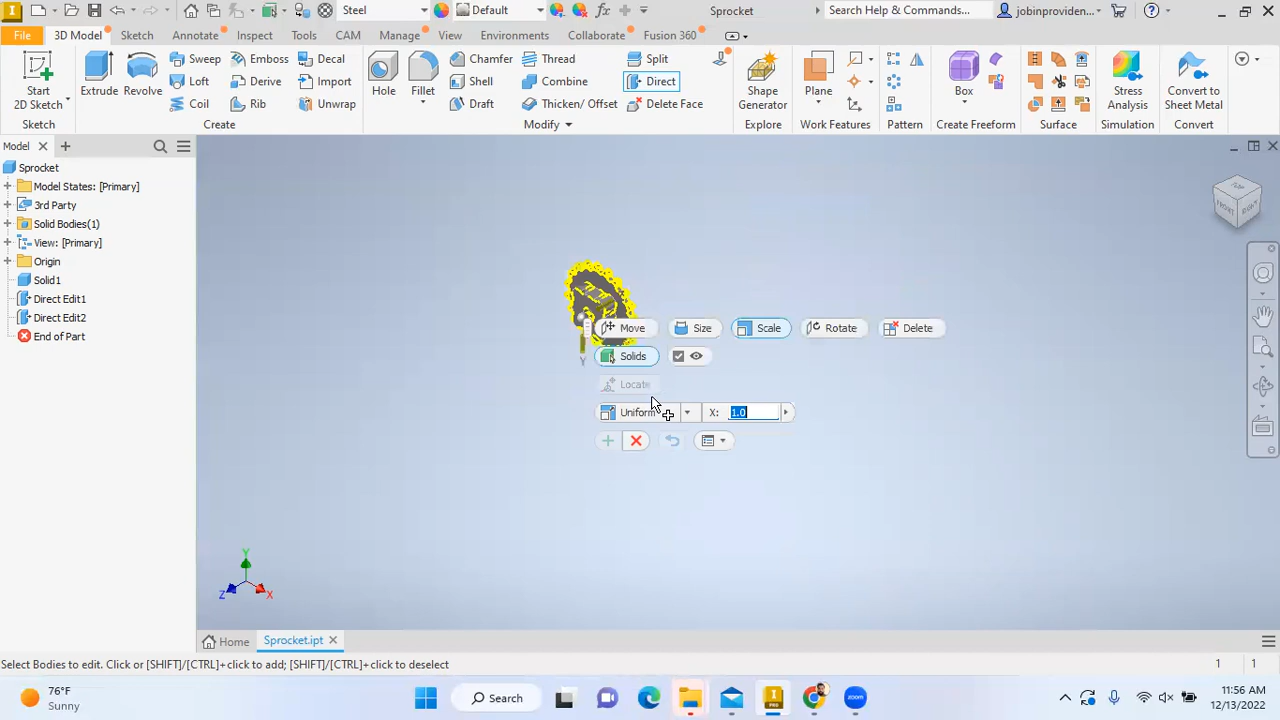 Steel
Default
Sprocket
Search Help & Commands...
jobinproviden...
File
3D Model
Sketch
Annotate
Inspect
Tools
CAM
Manage
View
Environments
Collaborate
Fusion 360
Start
2D Sketch
Sketch
Extrude
Revolve
Sweep
Loft
Coil
Emboss
Derive
Rib
Decal
Import
Unwrap
Create
Hole
Fillet
Chamfer
Shell
Draft
Thread
Combine
Thicken/ Offset
Split
Direct
Delete Face
Modify
Shape
Generator
Explore
Plane
Work Features
Pattern
Box
Create Freeform
Surface
Stress
Analysis
Simulation
Convert to
Sheet Metal
Convert
Model
Sprocket
Model States: [Primary]
3rd Party
Solid Bodies(1)
View: [Primary]
Origin
Solid1
Direct Edit1
Direct Edit2
End of Part
TOP
FRONT
RIGHT
Move
Size
Scale
Rotate
Delete
Solids
Locate
Uniform
X:
1.0
Y
Y
Z
X
Home
Sprocket.ipt
Select Bodies to edit. Click or [SHIFT]/[CTRL]+click to add; [SHIFT]/[CTRL]+click to deselect
1
1
76°F
Sunny
Search
PRO
zoom
11:56 AM
12/13/2022